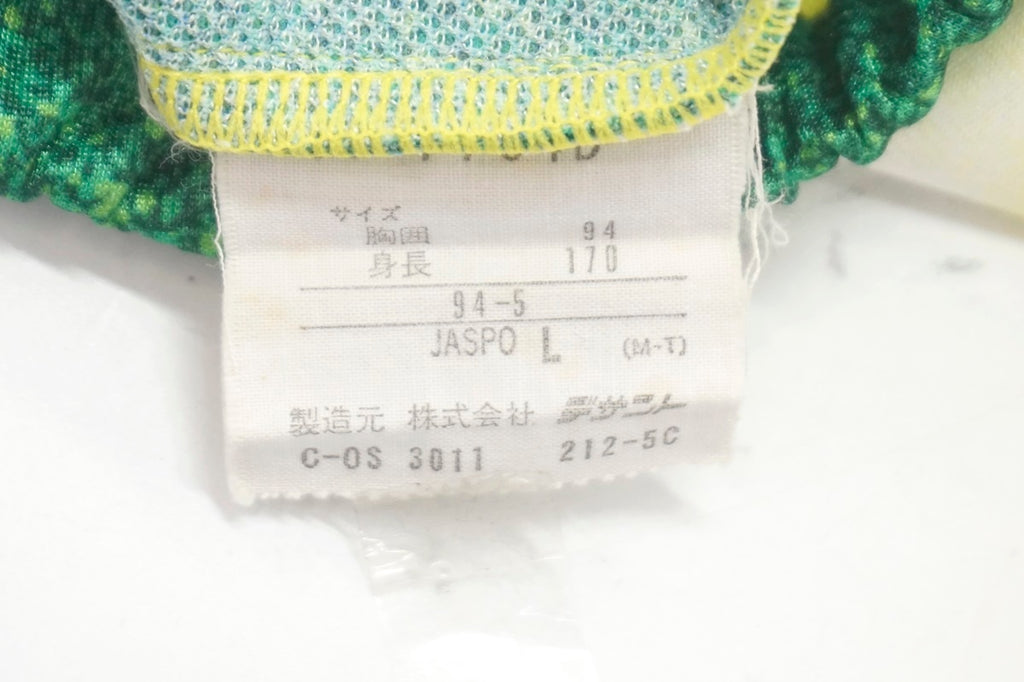 サイズ
胸囲 94
身長 170
94-5
JASPO L (M-T)
製造元 株式会社 デサント
C-OS 3011 212-5C